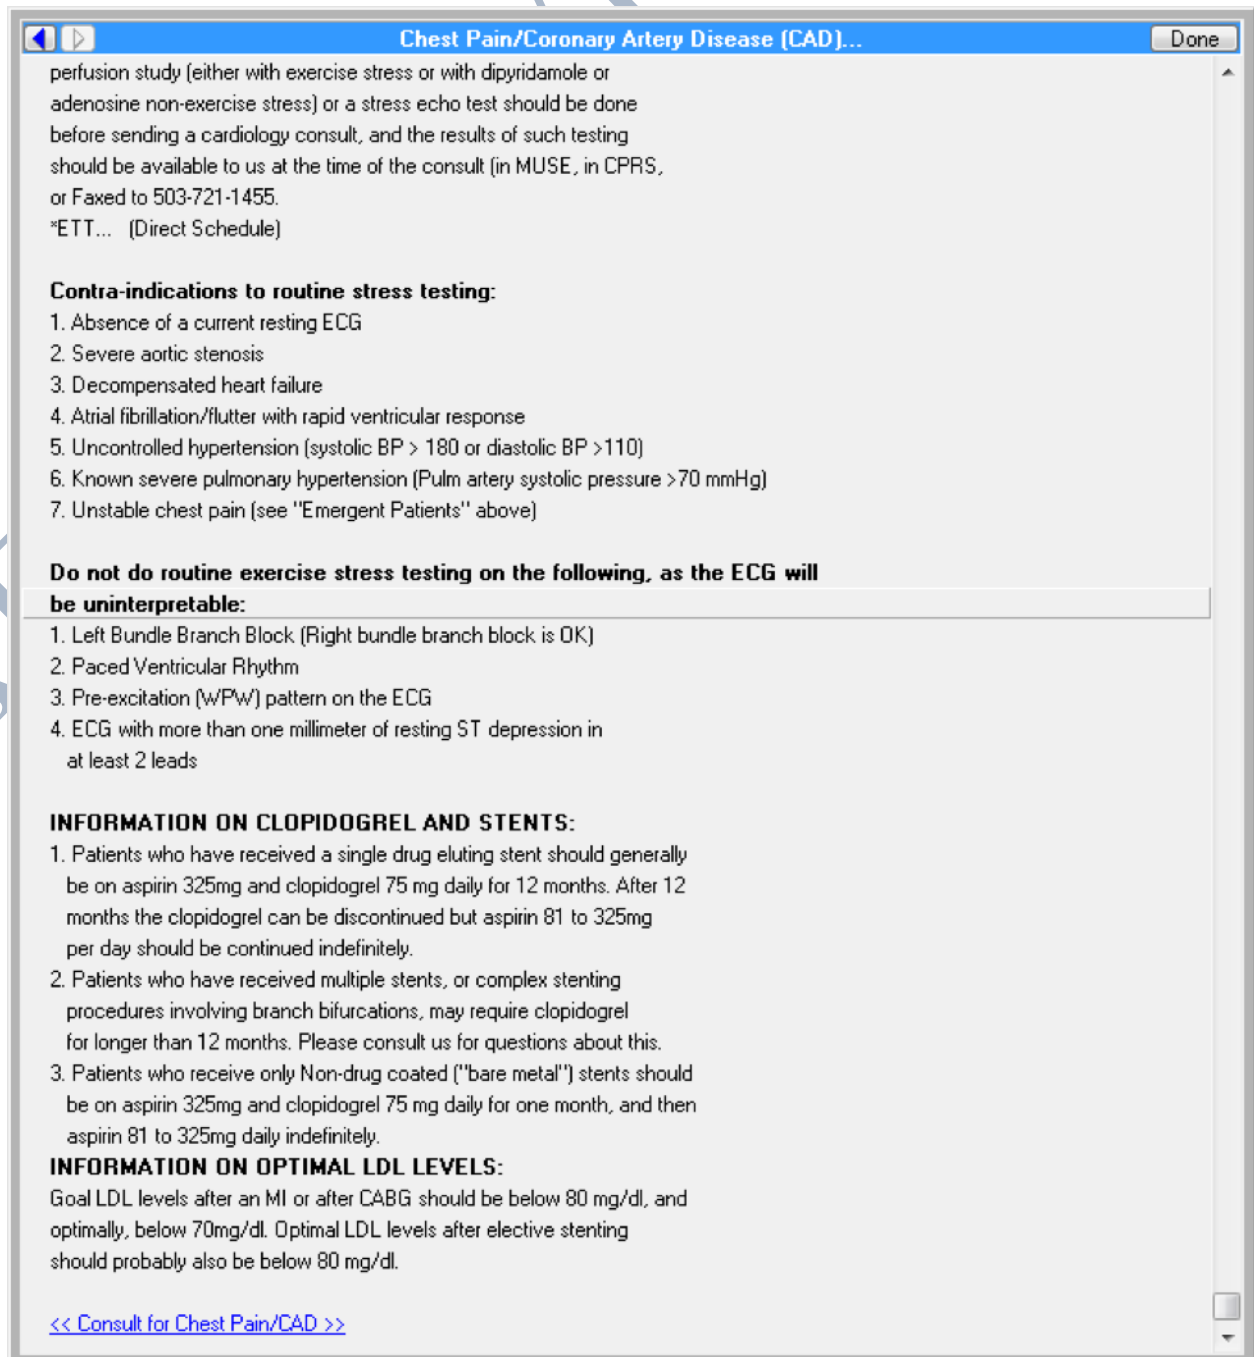 Chest Pain/Coronary Artery Disease (CAD)...
Done
perfusion study (either with exercise stress or with dipyridamole or
adenosine non-exercise stress) or a stress echo test should be done
before sending a cardiology consult, and the results of such testing
should be available to us at the time of the consult (in MUSE, in CPRS,
or Faxed to 503-721-1455.
*ETT... (Direct Schedule)
Contra-indications to routine stress testing:
1. Absence of a current resting ECG
2. Severe aortic stenosis
3. Decompensated heart failure
4. Atrial fibrillation/flutter with rapid ventricular response
5. Uncontrolled hypertension (systolic BP > 180 or diastolic BP >110)
6. Known severe pulmonary hypertension (Pulm artery systolic pressure >70 mmHg)
7. Unstable chest pain (see "Emergent Patients" above)
Do not do routine exercise stress testing on the following, as the ECG will
be uninterpretable:
1. Left Bundle Branch Block (Right bundle branch block is OK)
2. Paced Ventricular Rhythm
3. Pre-excitation (WPW) pattern on the ECG
4. ECG with more than one millimeter of resting ST depression in
at least 2 leads
INFORMATION ON CLOPIDOGREL AND STENTS:
1. Patients who have received a single drug eluting stent should generally
be on aspirin 325mg and clopidogrel 75 mg daily for 12 months. After 12
months the clopidogrel can be discontinued but aspirin 81 to 325mg
per day should be continued indefinitely.
2. Patients who have received multiple stents, or complex stenting
procedures involving branch bifurcations, may require clopidogrel
for longer than 12 months. Please consult us for questions about this.
3. Patients who receive only Non-drug coated ("bare metal") stents should
be on aspirin 325mg and clopidogrel 75 mg daily for one month, and then
aspirin 81 to 325mg daily indefinitely.
INFORMATION ON OPTIMAL LDL LEVELS:
Goal LDL levels after an MI or after CABG should be below 80 mg/dl, and
optimally, below 70mg/dl. Optimal LDL levels after elective stenting
should probably also be below 80 mg/dl.
<< Consult for Chest Pain/CAD >>